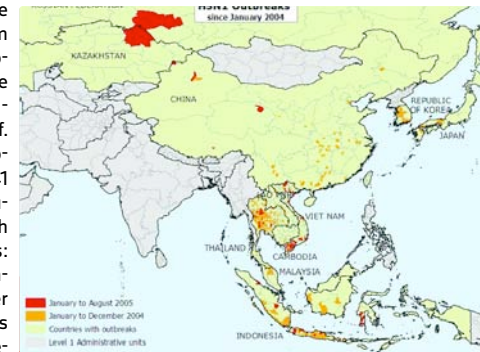 H5N1 Outbreaks
since January 2004
KAZAKHSTAN
CHINA
REPUBLIC
OF KOREA
JAPAN
VIET NAM
THAILAND
CAMBODIA
MALAYSIA
INDONESIA
January to August 2005
January to December 2004
Countries with outbreaks
Level 1 Administrative units